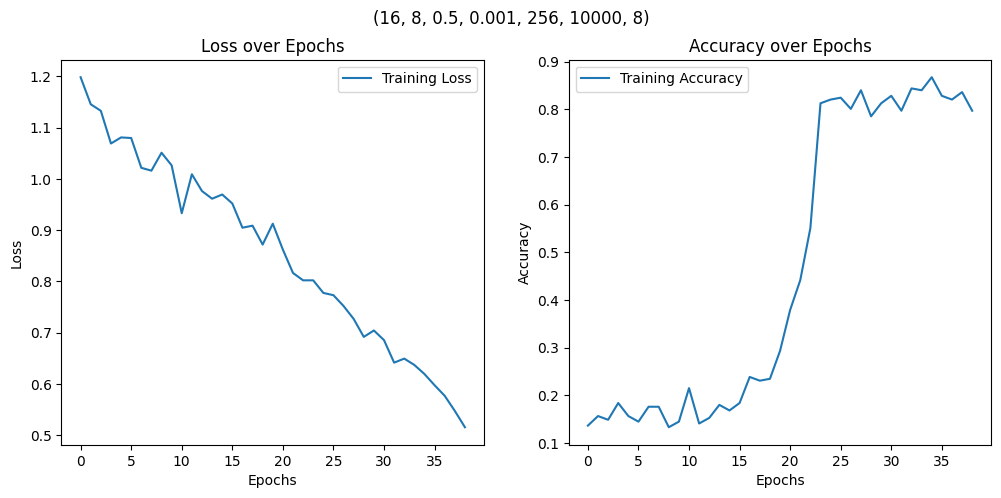 (16, 8, 0.5, 0.001, 256, 10000, 8)
Loss over Epochs
Training Loss
1.2
1.1
1.0
0.9
0.8
0.7
0.6
0.5
Loss
0 5 10 15 20 25 30 35
Epochs
Accuracy over Epochs
Training Accuracy
0.9
0.8
0.7
0.6
0.5
0.4
0.3
0.2
0.1
Accuracy
0 5 10 15 20 25 30 35
Epochs